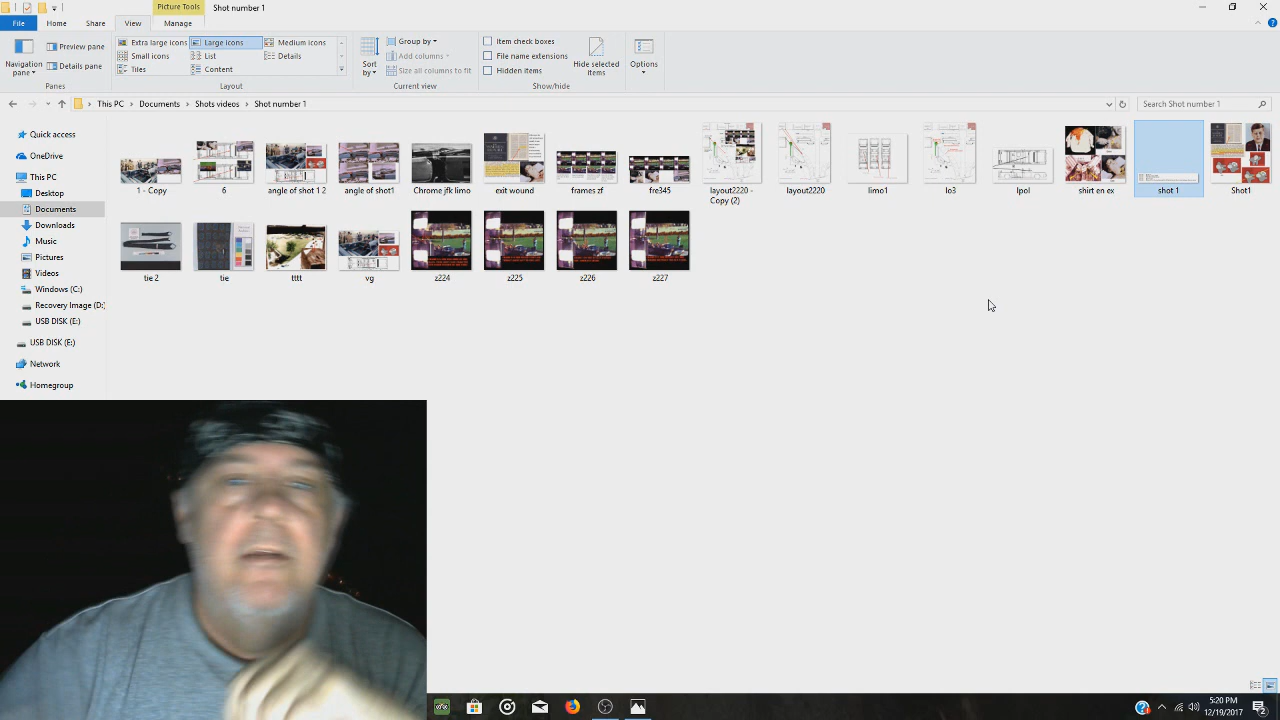 Picture Tools Shot number 1
File Home Share View Manage
Navigation pane Preview pane Details pane
Extra large icons Large icons Medium icons
Small icons List Details
Tiles Content
Sort by Group by Add columns Size all columns to fit
Item check boxes File name extensions Hidden items
Hide selected items Options
Panes Layout Current view Show/hide
This PC Documents Shots videos Shot number 1 Search Shot number 1
Quick access
OneDrive
This PC
Desktop
Documents
Downloads
Music
Pictures
Videos
Windows (C:)
Recovery Image (D:)
USB DISK (E:)
USB DISK (E:)
Network
Homegroup
1 - Copy 6 angle of shot 1 2 angle of shot1 Chrome jfk limo exit wound frames zf fre345 layout2220 - Copy (2) layout2220 limo1 lo3 lpol shirt en ex shot 1 Shot1
tie 2 tie tttt vg z224 z225 z226 z227
5:20 PM
12/19/2017
2